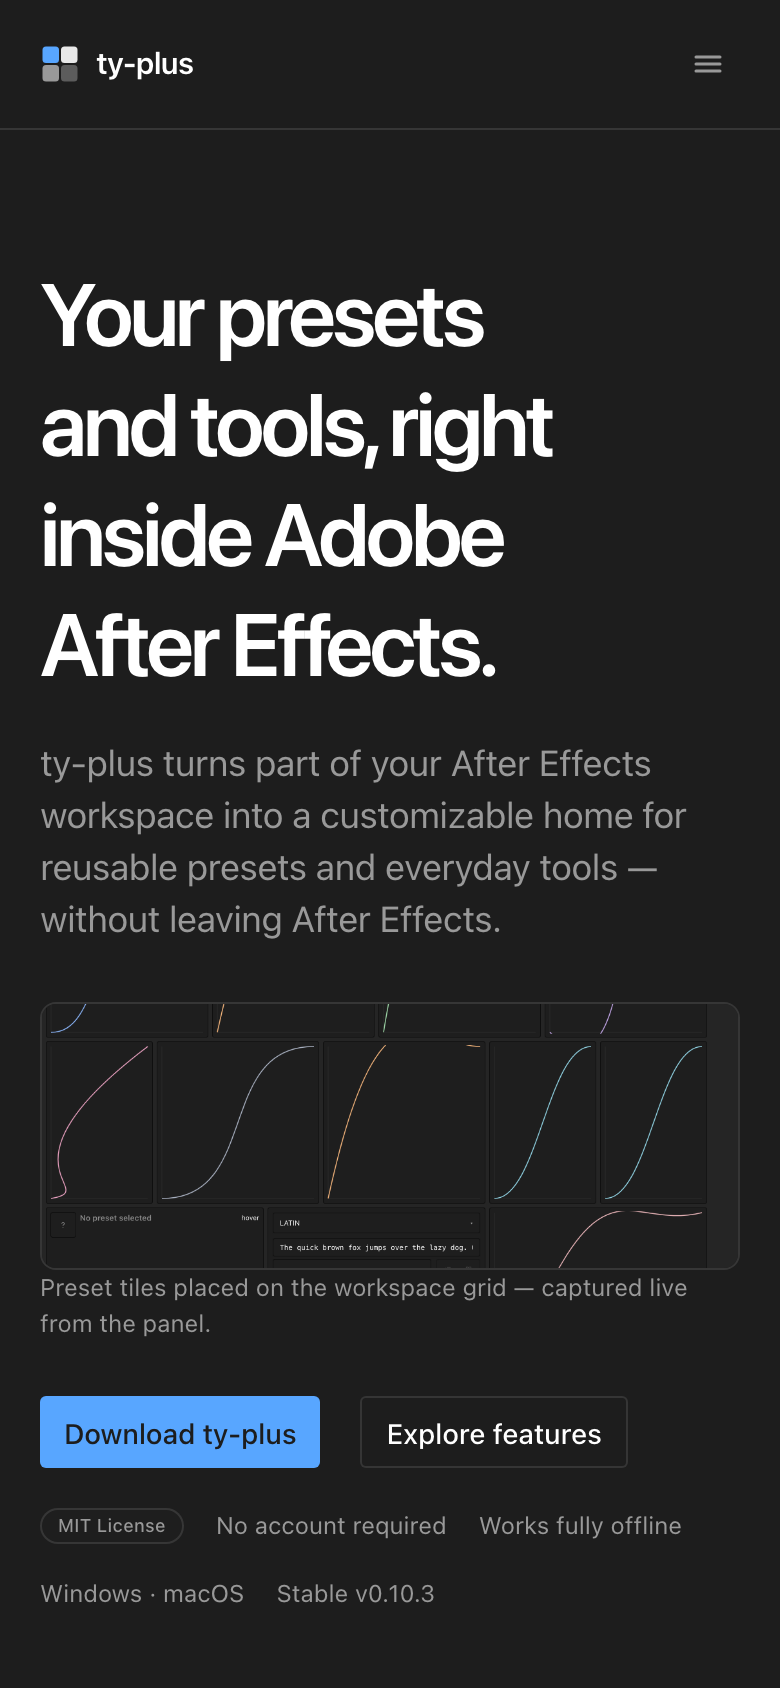 ty-plus
Your presets
and tools, right
inside Adobe
After Effects.
ty-plus turns part of your After Effects
workspace into a customizable home for
reusable presets and everyday tools —
without leaving After Effects.
? No preset selected hover
LATIN
The quick brown fox jumps over the lazy dog.
Preset tiles placed on the workspace grid — captured live
from the panel.
Download ty-plus Explore features
MIT License No account required Works fully offline
Windows · macOS Stable v0.10.3